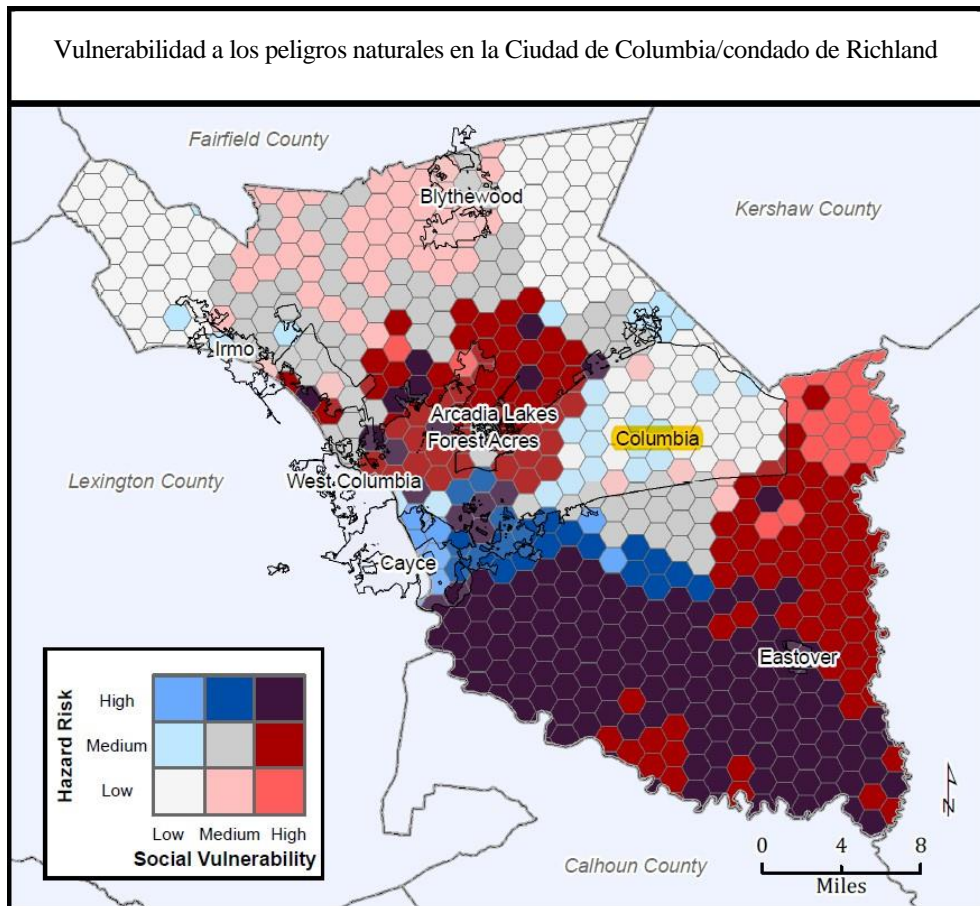 Vulnerabilidad a los peligros naturales en la Ciudad de Columbia/condado de Richland
Fairfield County
Blythewood
Kershaw County
Irmo
Arcadia Lakes
Forest Acres
Columbia
Lexington County
West Columbia
Cayce
Eastover
Hazard Risk
High
Medium
Low
Low Medium High
Social Vulnerability
N
0 4 8
Miles
Calhoun County